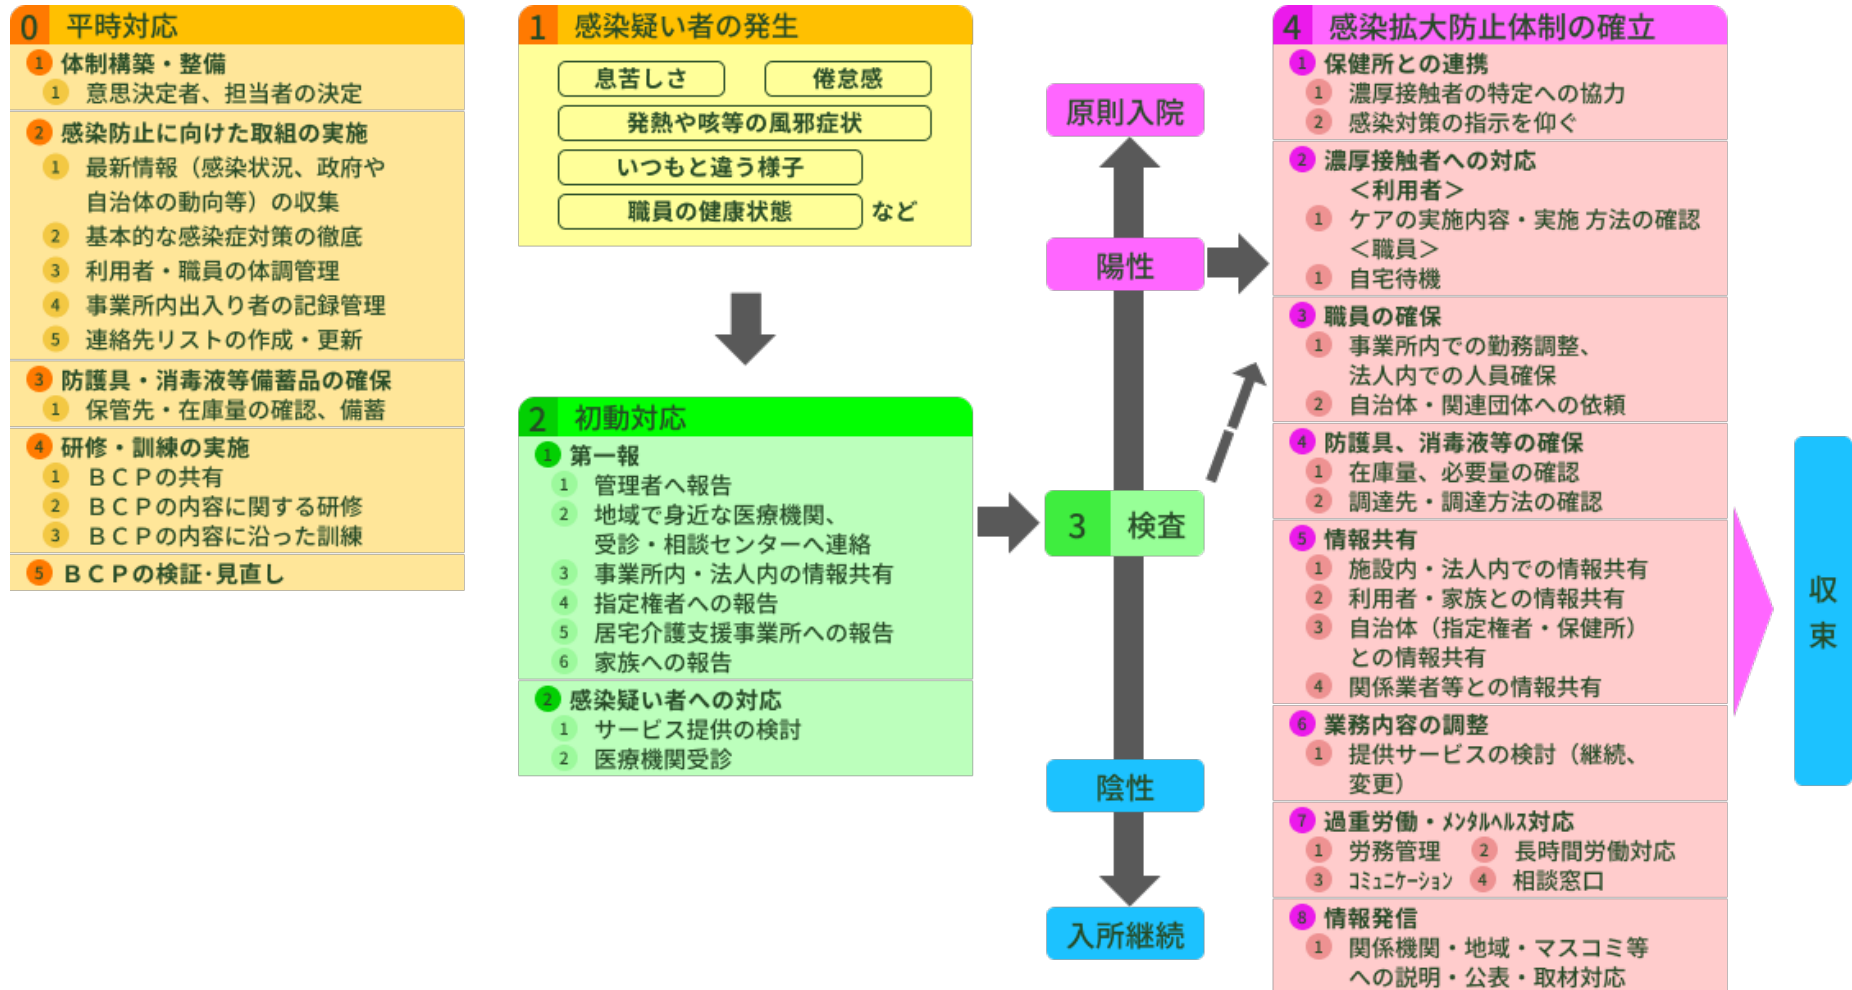 0 平時対応
1 体制構築・整備
1 意思決定者、担当者の決定
2 感染防止に向けた取組の実施
1 最新情報（感染状況、政府や
自治体の動向等）の収集
2 基本的な感染症対策の徹底
3 利用者・職員の体調管理
4 事業所内出入り者の記録管理
5 連絡先リストの作成・更新
3 防護具・消毒液等備蓄品の確保
1 保管先・在庫量の確認、備蓄
4 研修・訓練の実施
1 ＢＣＰの共有
2 ＢＣＰの内容に関する研修
3 ＢＣＰの内容に沿った訓練
5 ＢＣＰの検証･見直し
1 感染疑い者の発生
息苦しさ
倦怠感
発熱や咳等の風邪症状
いつもと違う様子
職員の健康状態 など
2 初動対応
1 第一報
1 管理者へ報告
2 地域で身近な医療機関、
受診・相談センターへ連絡
3 事業所内・法人内の情報共有
4 指定権者への報告
5 居宅介護支援事業所への報告
6 家族への報告
2 感染疑い者への対応
1 サービス提供の検討
2 医療機関受診
原則入院
陽性
3 検査
陰性
入所継続
4 感染拡大防止体制の確立
1 保健所との連携
1 濃厚接触者の特定への協力
2 感染対策の指示を仰ぐ
2 濃厚接触者への対応
＜利用者＞
1 ケアの実施内容・実施 方法の確認
＜職員＞
1 自宅待機
3 職員の確保
1 事業所内での勤務調整、
法人内での人員確保
2 自治体・関連団体への依頼
4 防護具、消毒液等の確保
1 在庫量、必要量の確認
2 調達先・調達方法の確認
5 情報共有
1 施設内・法人内での情報共有
2 利用者・家族との情報共有
3 自治体（指定権者・保健所）
との情報共有
4 関係業者等との情報共有
6 業務内容の調整
1 提供サービスの検討（継続、
変更）
7 過重労働・ﾒﾝﾀﾙﾍﾙｽ対応
1 労務管理 2 長時間労働対応
3 ｺﾐｭﾆｹｰｼｮﾝ 4 相談窓口
8 情報発信
1 関係機関・地域・マスコミ等
への説明・公表・取材対応
収
束